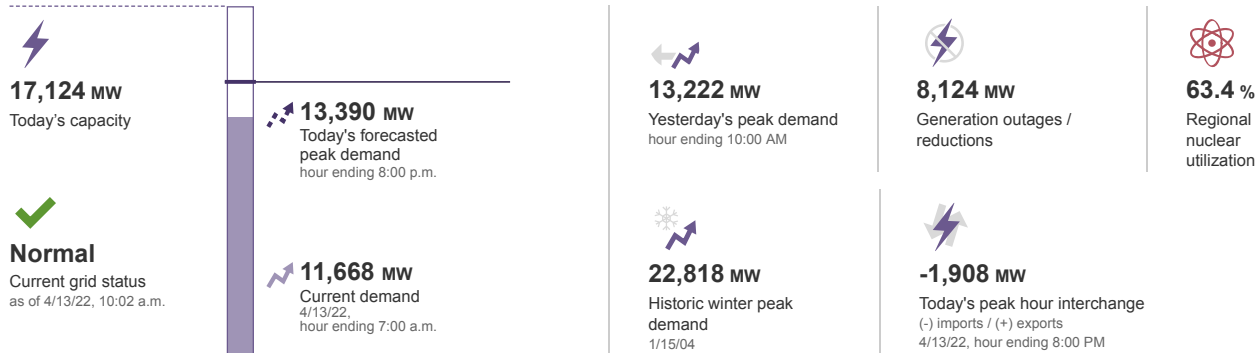 17,124 MW
Today's capacity
Normal
Current grid status
as of 4/13/22, 10:02 a.m.
13,390 MW
Today's forecasted
peak demand
hour ending 8:00 p.m.
11,668 MW
Current demand
4/13/22,
hour ending 7:00 a.m.
13,222 MW
Yesterday's peak demand
hour ending 10:00 AM
8,124 MW
Generation outages /
reductions
63.4 %
Regional
nuclear
utilization
22,818 MW
Historic winter peak
demand
1/15/04
-1,908 MW
Today's peak hour interchange
(-) imports / (+) exports
4/13/22, hour ending 8:00 PM